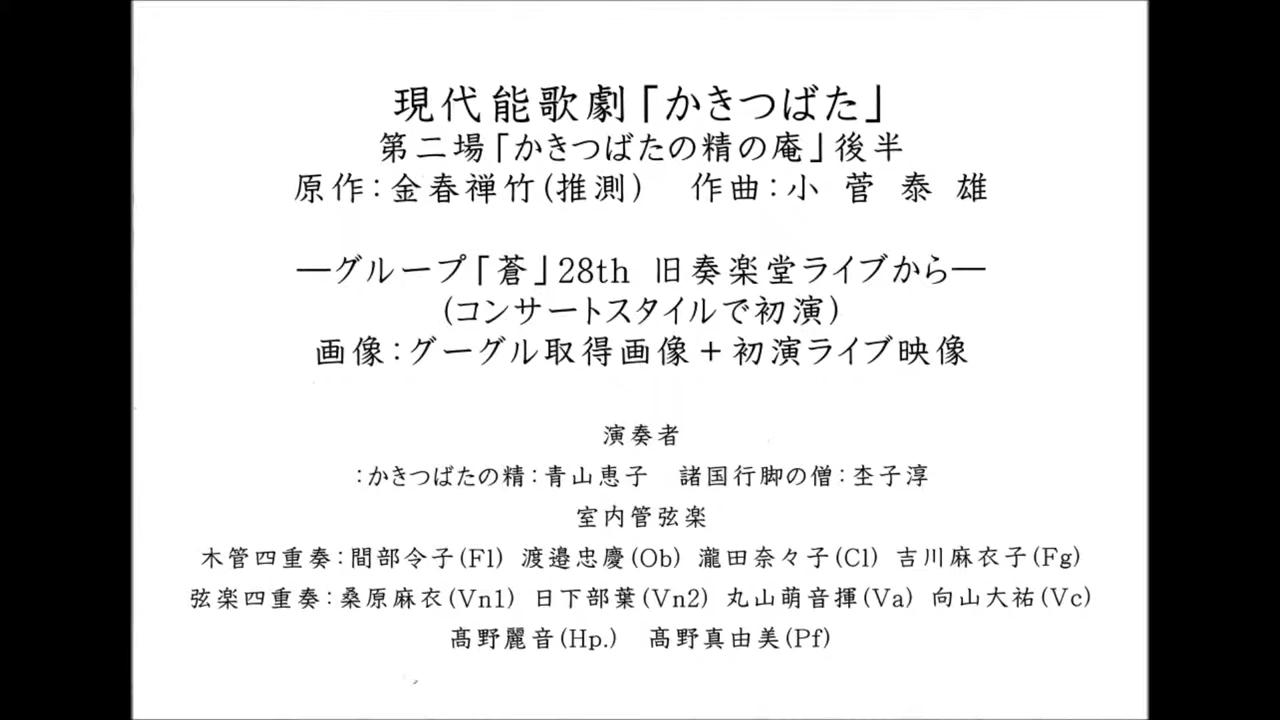 現代能歌劇「かきつばた」
第二場「かきつばたの精の庵」後半
原作：金春禅竹(推測)　作曲：小 菅 泰 雄
―グループ「蒼」28th 旧奏楽堂ライブから―
(コンサートスタイルで初演)
画像：グーグル取得画像＋初演ライブ映像
演奏者
：かきつばたの精：青山恵子　諸国行脚の僧：杢子淳
室内管弦楽
木管四重奏：間部令子(Fl) 渡邉忠慶(Ob) 瀧田奈々子(Cl) 吉川麻衣子(Fg)
弦楽四重奏：桑原麻衣(Vn1) 日下部葉(Vn2) 丸山萌音揮(Va) 向山大祐(Vc)
髙野麗音(Hp.)　髙野真由美(Pf)